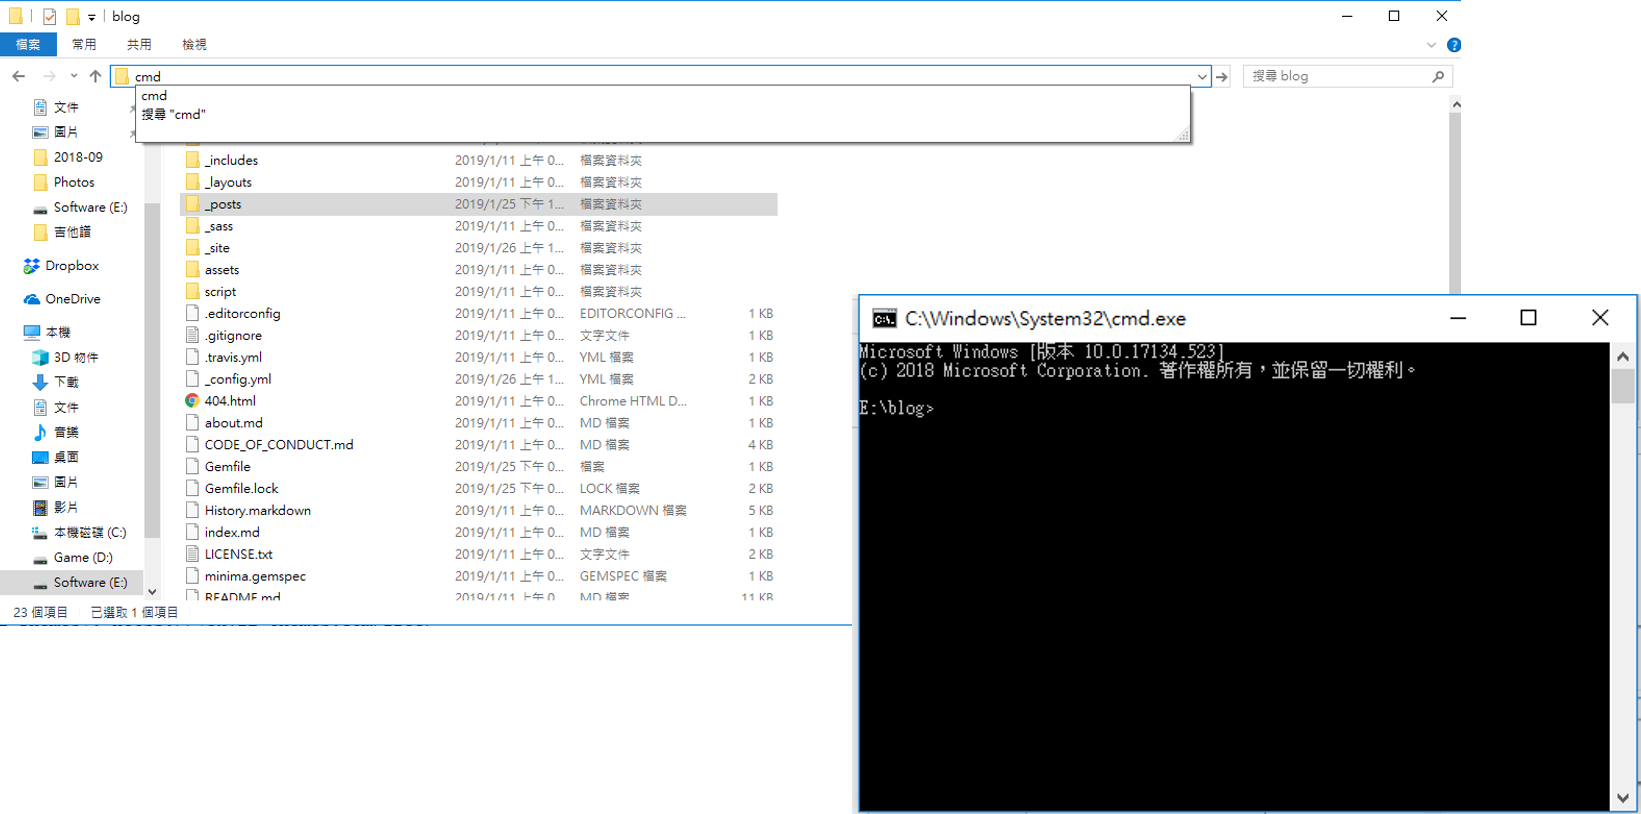 blog
檔案 常用 共用 檢視
cmd
搜尋 blog
cmd
搜尋 "cmd"
文件
圖片
2018-09
Photos
Software (E:)
吉他譜
Dropbox
OneDrive
本機
3D 物件
下載
文件
音樂
桌面
圖片
影片
本機磁碟 (C:)
Game (D:)
Software (E:)
_includes 2019/1/11 上午 0... 檔案資料夾
_layouts 2019/1/11 上午 0... 檔案資料夾
_posts 2019/1/25 下午 1... 檔案資料夾
_sass 2019/1/11 上午 0... 檔案資料夾
_site 2019/1/26 上午 1... 檔案資料夾
assets 2019/1/11 上午 0... 檔案資料夾
script 2019/1/11 上午 0... 檔案資料夾
.editorconfig 2019/1/11 上午 0... EDITORCONFIG ... 1 KB
.gitignore 2019/1/11 上午 0... 文字文件 1 KB
.travis.yml 2019/1/11 上午 0... YML 檔案 1 KB
_config.yml 2019/1/26 上午 1... YML 檔案 2 KB
404.html 2019/1/11 上午 0... Chrome HTML D... 1 KB
about.md 2019/1/11 上午 0... MD 檔案 1 KB
CODE_OF_CONDUCT.md 2019/1/11 上午 0... MD 檔案 4 KB
Gemfile 2019/1/25 下午 0... 檔案 1 KB
Gemfile.lock 2019/1/25 下午 0... LOCK 檔案 2 KB
History.markdown 2019/1/11 上午 0... MARKDOWN 檔案 5 KB
index.md 2019/1/11 上午 0... MD 檔案 1 KB
LICENSE.txt 2019/1/11 上午 0... 文字文件 2 KB
minima.gemspec 2019/1/11 上午 0... GEMSPEC 檔案 1 KB
README.md 2019/1/11 上午 0... MD 檔案 11 KB
23 個項目 已選取 1 個項目
C:\Windows\System32\cmd.exe
Microsoft Windows [版本 10.0.17134.523]
(c) 2018 Microsoft Corporation. 著作權所有，並保留一切權利。
E:\blog>